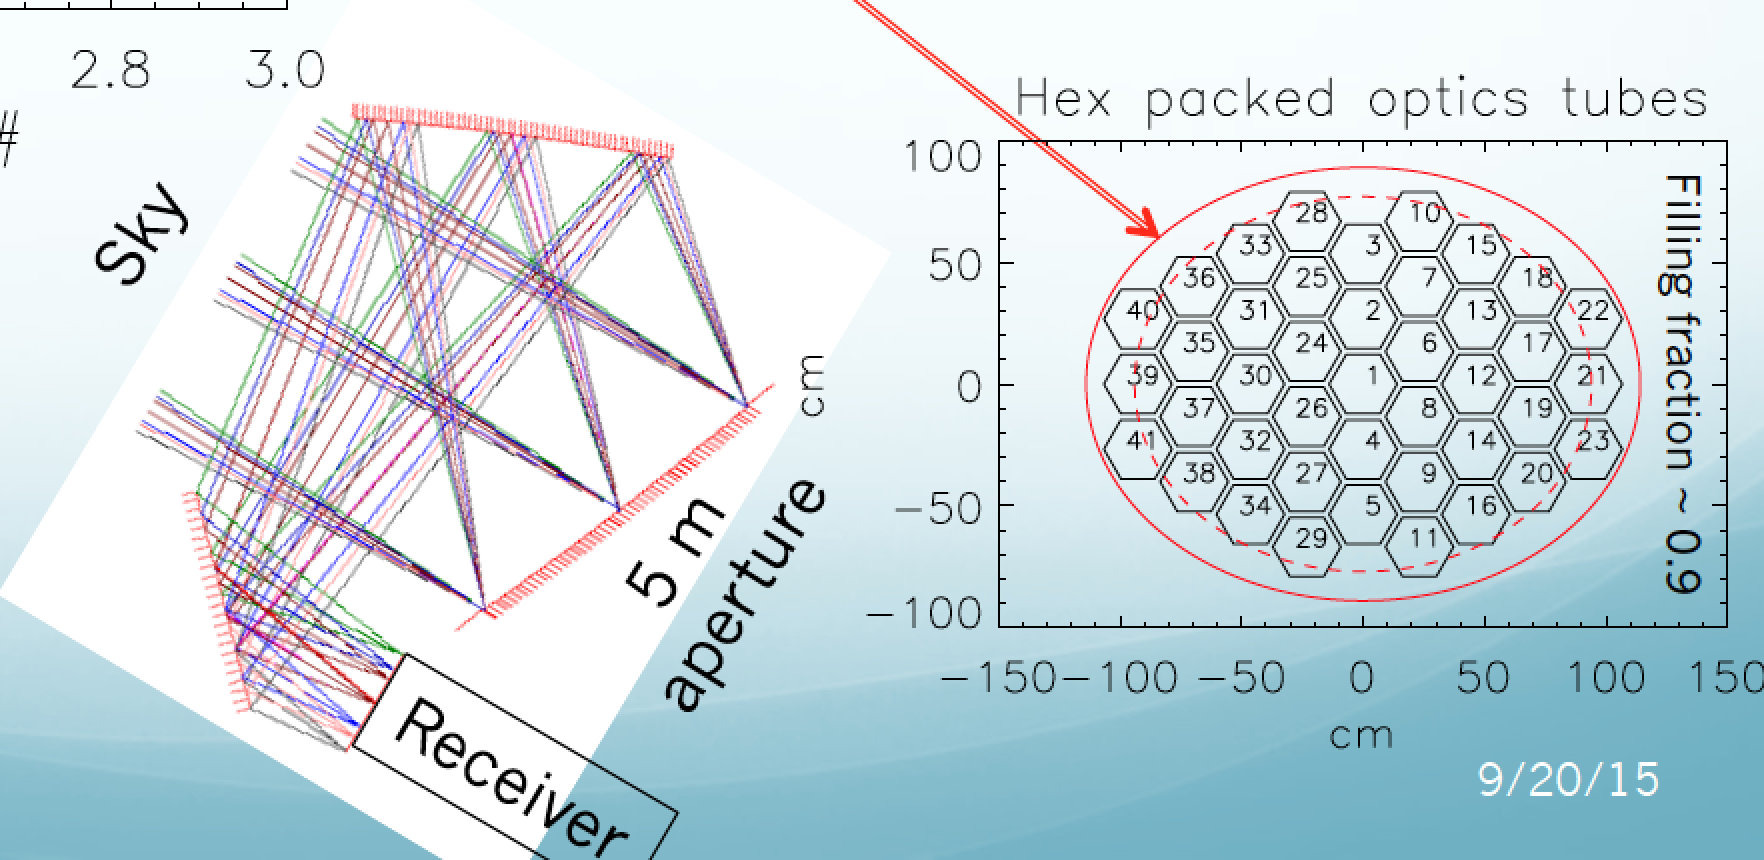 2.8 3.0
#
Sky
5 m
aperture
Receiver
Hex packed optics tubes
100
50
0
−50
−100
cm
28 10
33 3 15
36 25 7 18
40 31 2 13 22
35 24 6 17
39 30 1 12 21
37 26 8 19
41 32 4 14 23
38 27 9 20
34 5 16
29 11
Filling fraction ~ 0.9
−150 −100 −50 0 50 100 150
cm
9/20/15